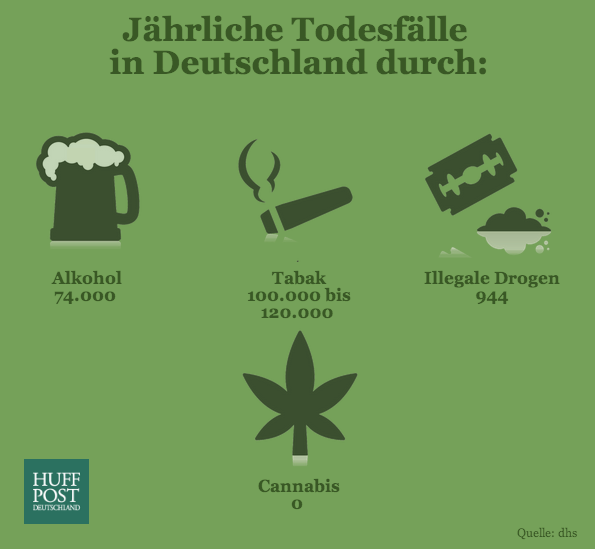 Jährliche Todesfälle
in Deutschland durch:
Alkohol
74.000
Tabak
100.000 bis
120.000
Illegale Drogen
944
Cannabis
0
HUFF
POST
DEUTSCHLAND
Quelle: dhs